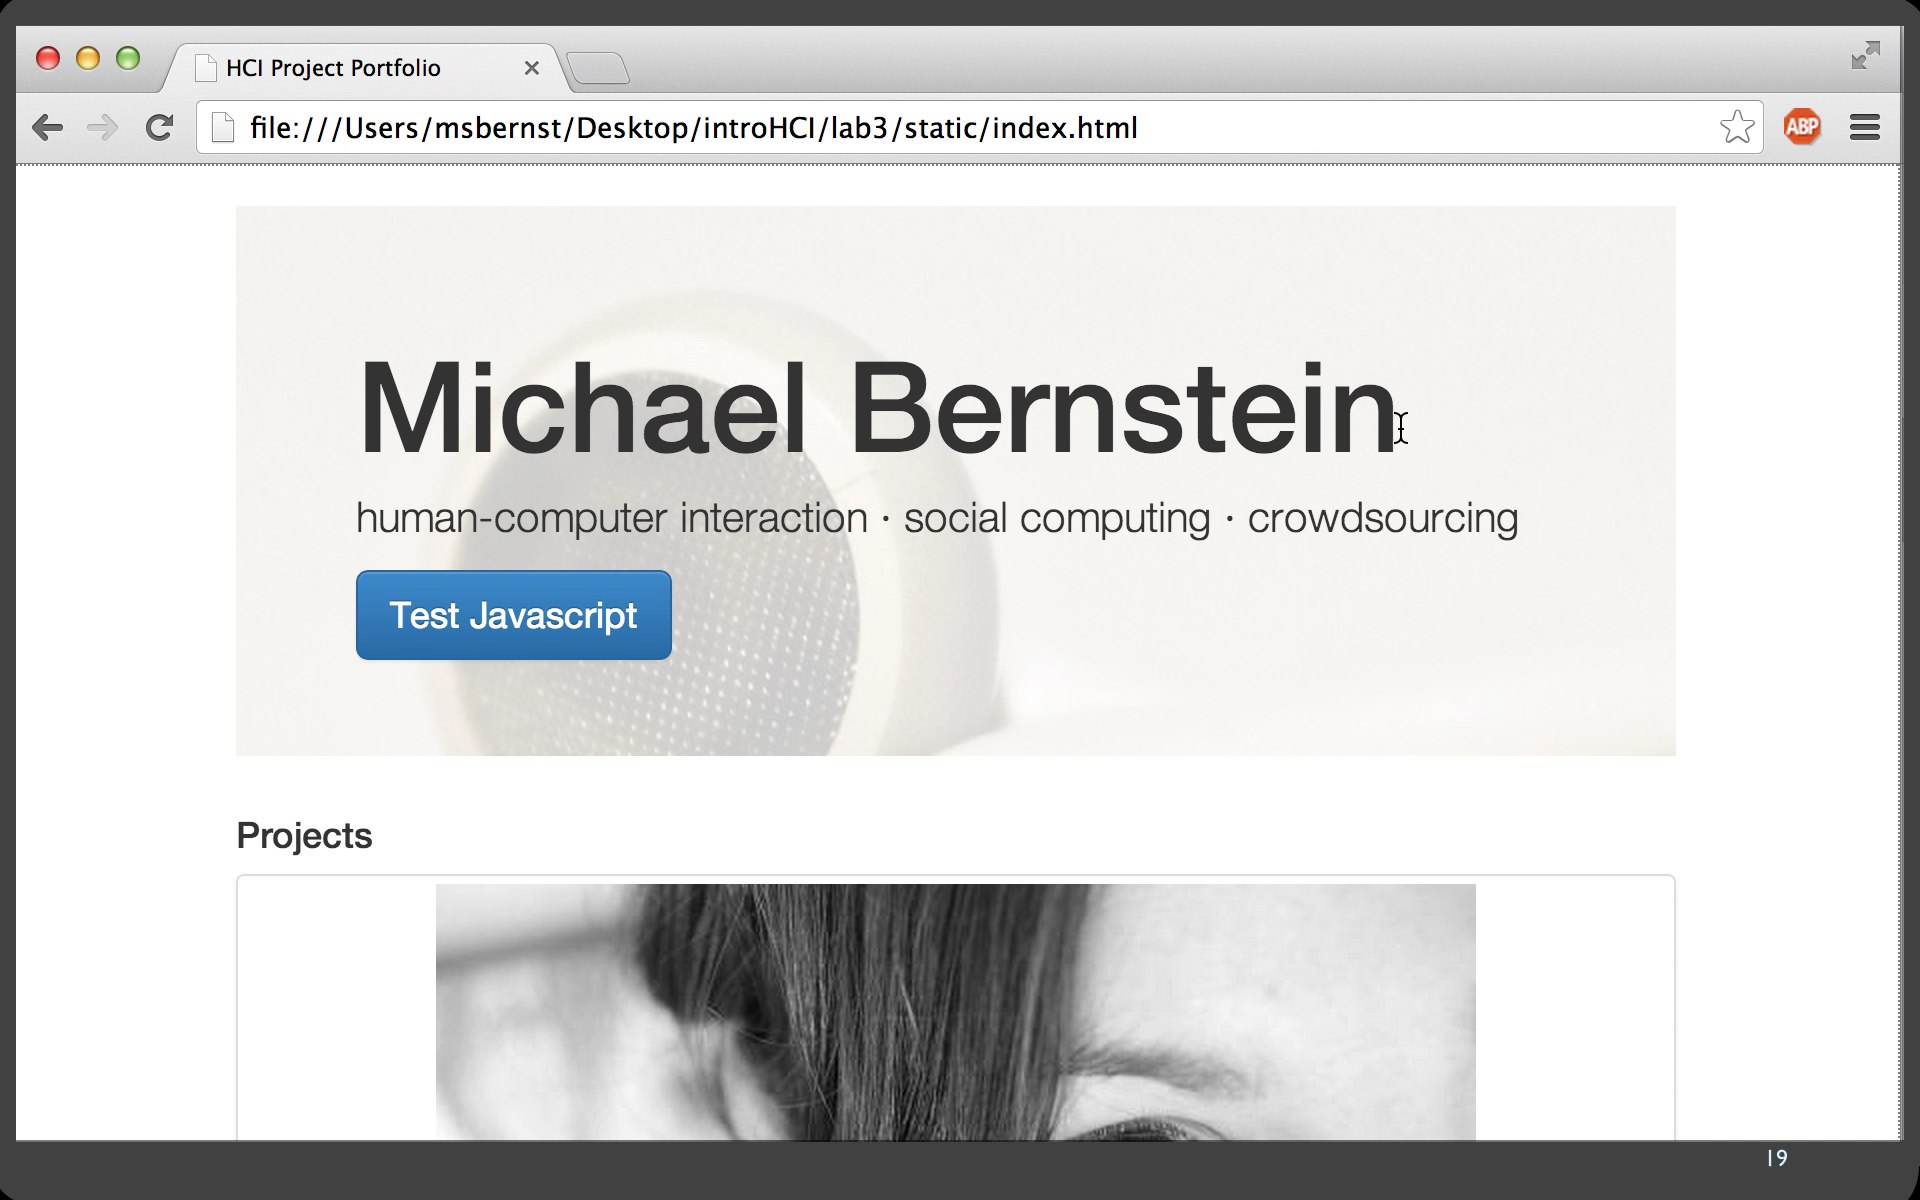 HCI Project Portfolio
file:///Users/msbernst/Desktop/introHCI/lab3/static/index.html
ABP
Michael Bernstein
human-computer interaction · social computing · crowdsourcing
Test Javascript
Projects
19